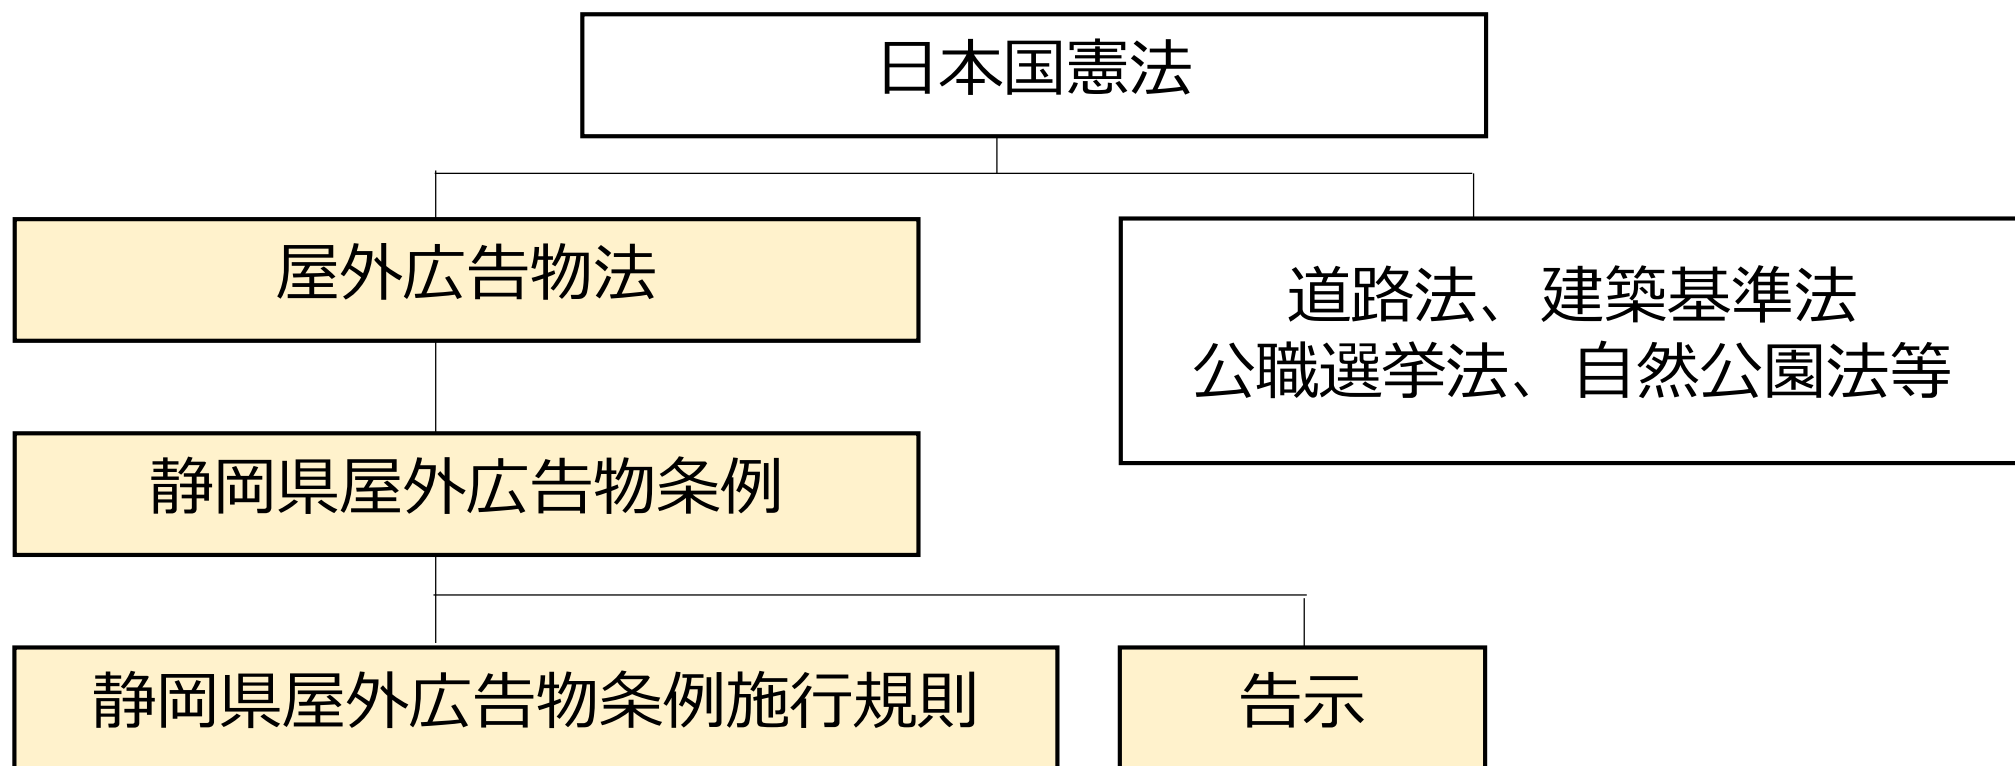 日本国憲法
屋外広告物法
道路法、建築基準法
公職選挙法、自然公園法等
静岡県屋外広告物条例
静岡県屋外広告物条例施行規則
告示